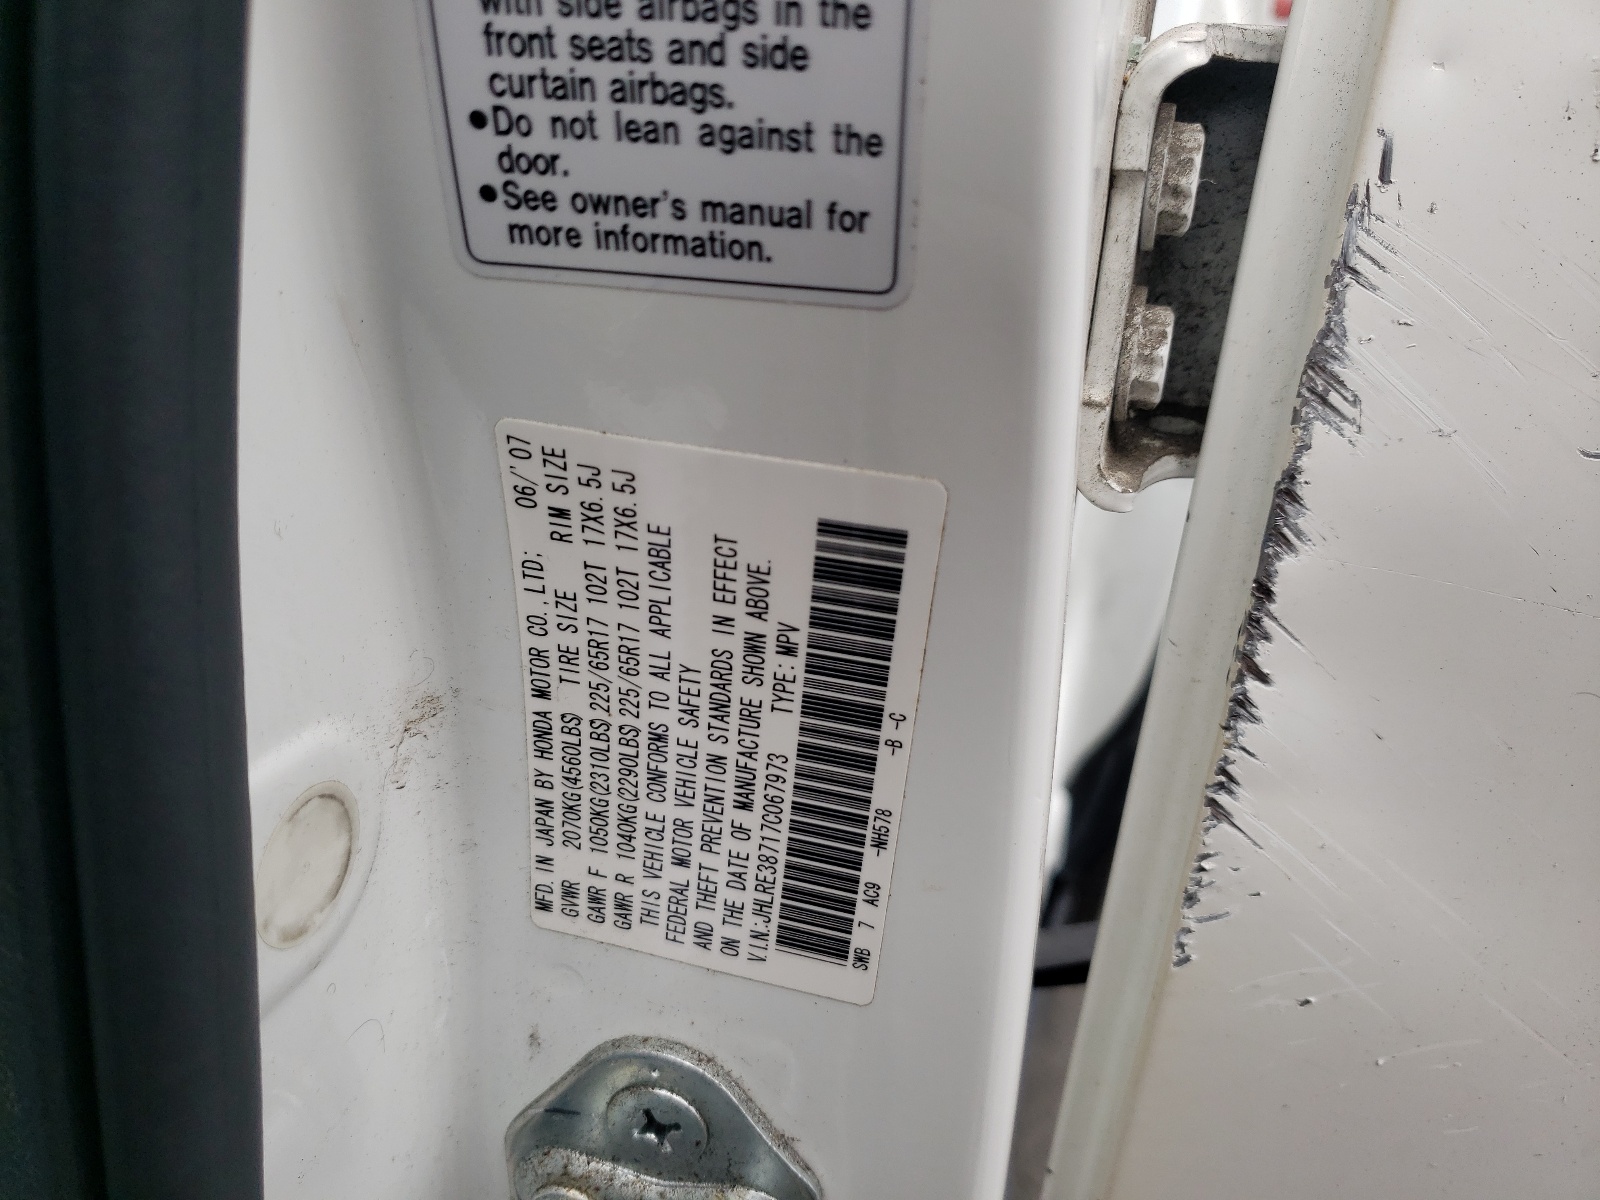 with side airbags in the
front seats and side
curtain airbags.
●Do not lean against the
door.
●See owner's manual for
more information.
MFD. IN JAPAN BY HONDA MOTOR CO., LTD; 06/'07
GVWR 2070KG(4560LBS) TIRE SIZE RIM SIZE
GAWR F 1050KG(2310LBS)225/65R17 102T 17X6.5J
GAWR R 1040KG(2290LBS)225/65R17 102T 17X6.5J
THIS VEHICLE CONFORMS TO ALL APPLICABLE
FEDERAL MOTOR VEHICLE SAFETY
AND THEFT PREVENTION STANDARDS IN EFFECT
ON THE DATE OF MANUFACTURE SHOWN ABOVE.
V.I.N:JHLRE38717C067973 TYPE: MPV
SWB 7 AC9 -NH578 -B -C